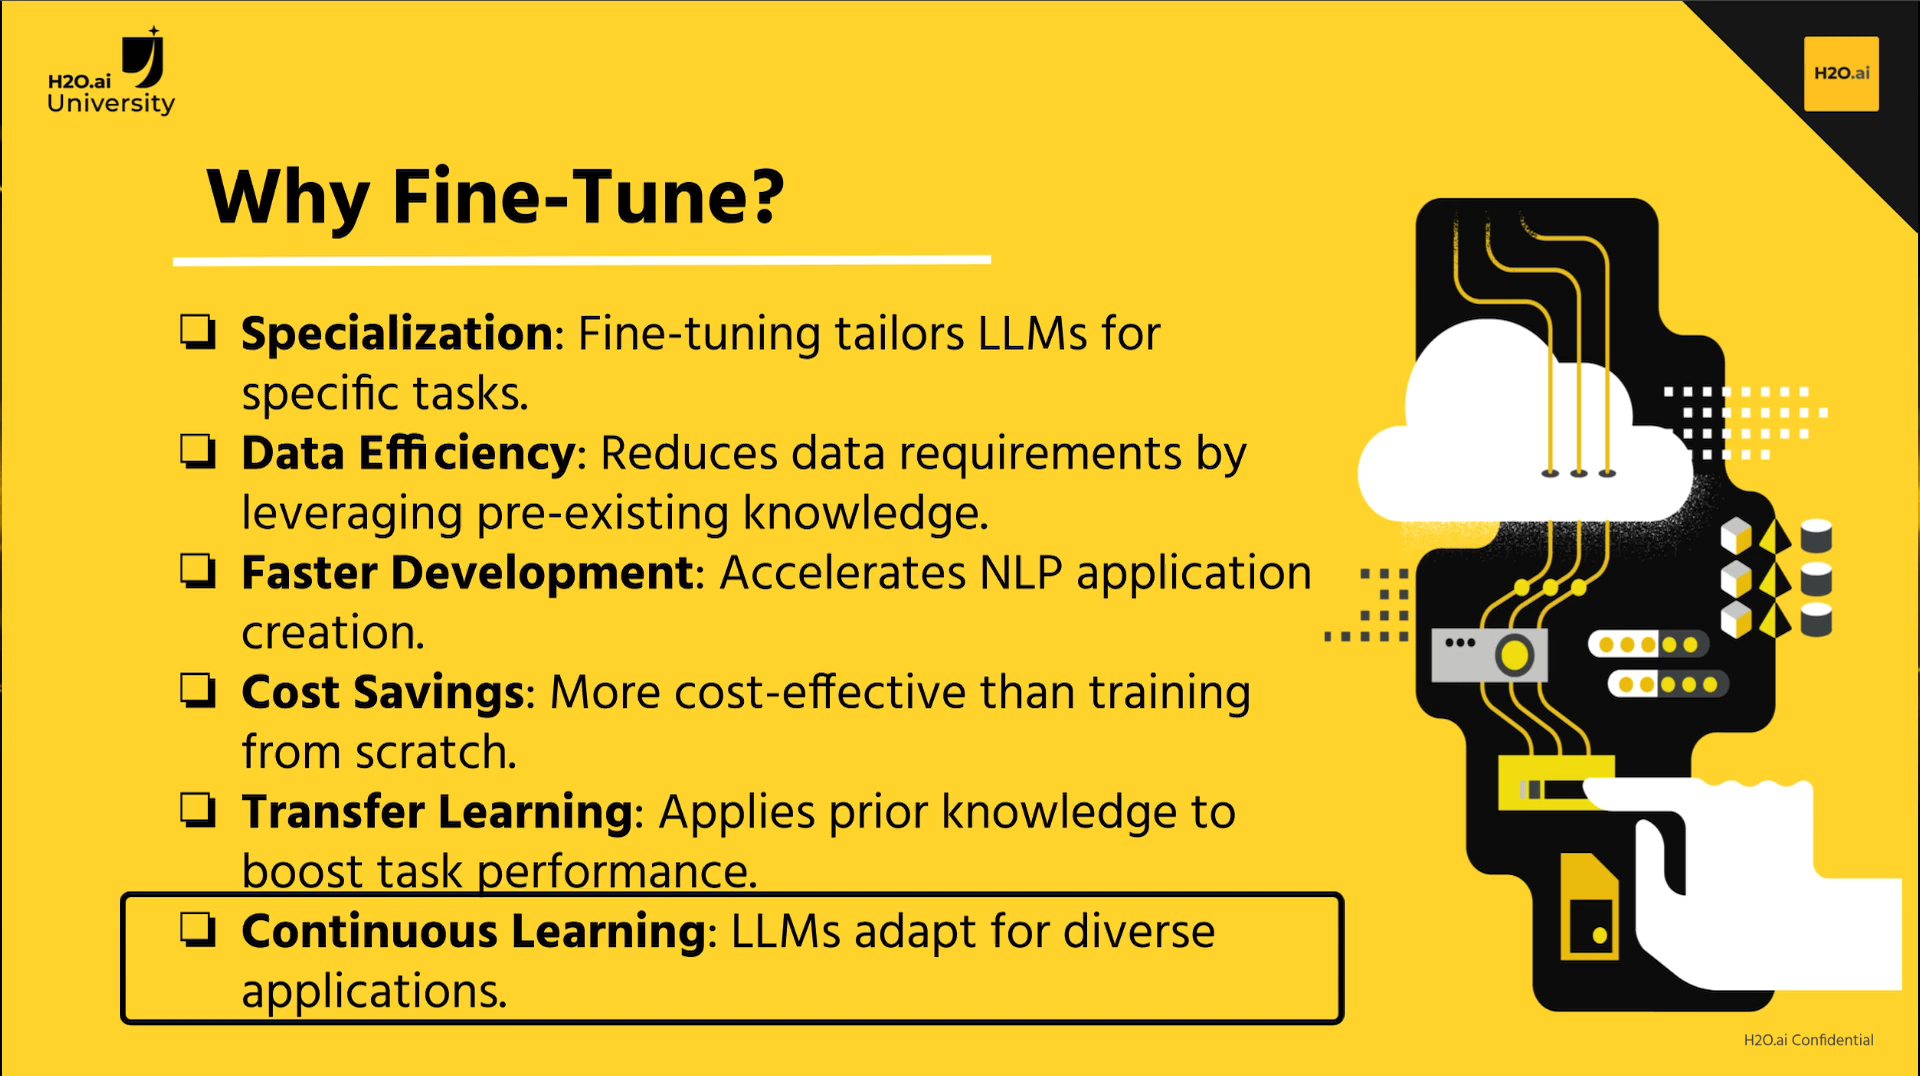 H2O.ai
University
H2O.ai
Why Fine-Tune?
❏ Specialization: Fine-tuning tailors LLMs for
specific tasks.
❏ Data Efficiency: Reduces data requirements by
leveraging pre-existing knowledge.
❏ Faster Development: Accelerates NLP application
creation.
❏ Cost Savings: More cost-effective than training
from scratch.
❏ Transfer Learning: Applies prior knowledge to
boost task performance.
❏ Continuous Learning: LLMs adapt for diverse
applications.
H2O.ai Confidential